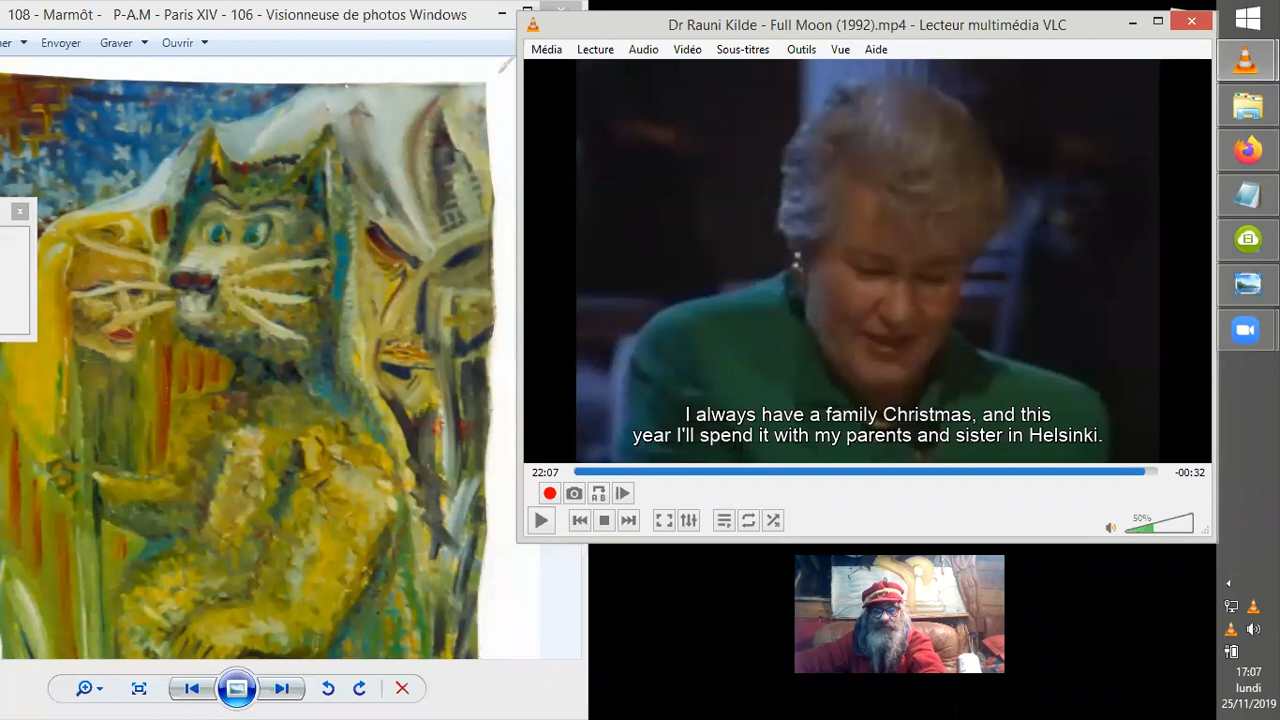 108 - Marmôt - P-A.M - Paris XIV - 106 - Visionneuse de photos Windows
Envoyer Graver Ouvrir
Dr Rauni Kilde - Full Moon (1992).mp4 - Lecteur multimédia VLC
Média Lecture Audio Vidéo Sous-titres Outils Vue Aide
I always have a family Christmas, and this
year I'll spend it with my parents and sister in Helsinki.
22:07 -00:32
50%
17:07
lundi
25/11/2019